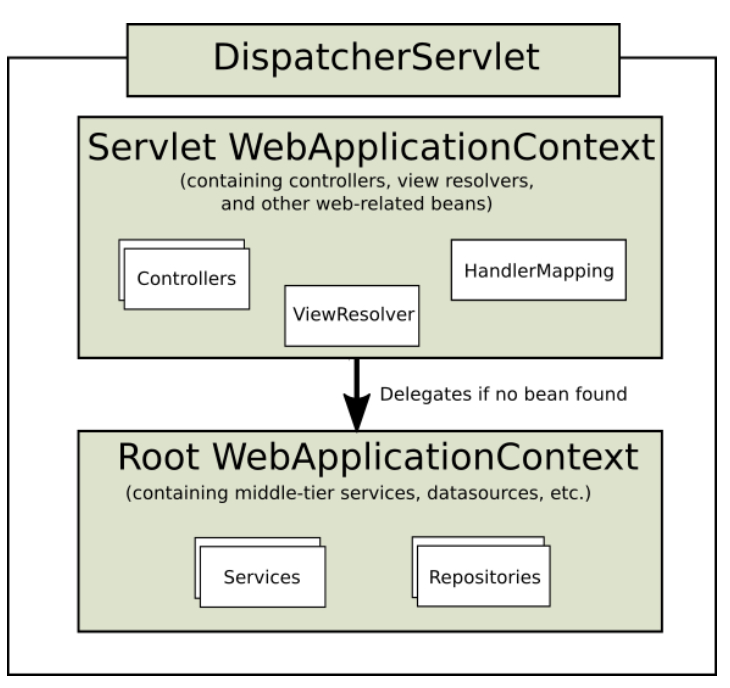 DispatcherServlet
Servlet WebApplicationContext
(containing controllers, view resolvers,
and other web-related beans)
Controllers
HandlerMapping
ViewResolver
Delegates if no bean found
Root WebApplicationContext
(containing middle-tier services, datasources, etc.)
Services
Repositories